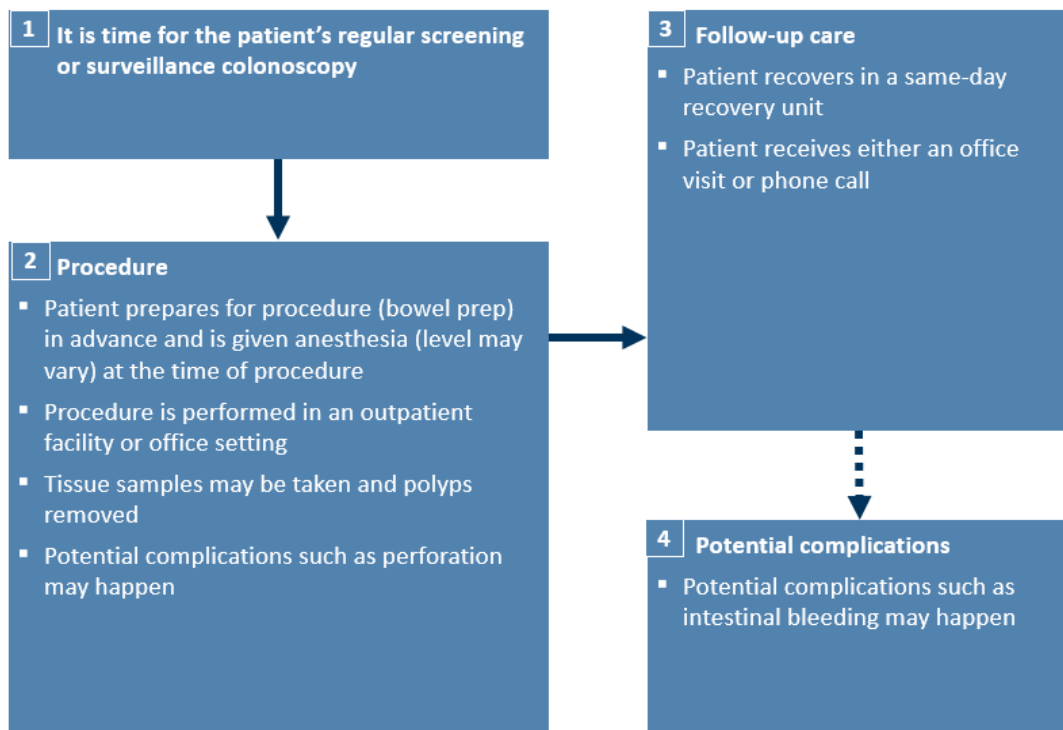 1 It is time for the patient's regular screening
or surveillance colonoscopy
2 Procedure
▪ Patient prepares for procedure (bowel prep)
in advance and is given anesthesia (level may
vary) at the time of procedure
▪ Procedure is performed in an outpatient
facility or office setting
▪ Tissue samples may be taken and polyps
removed
▪ Potential complications such as perforation
may happen
3 Follow-up care
▪ Patient recovers in a same-day
recovery unit
▪ Patient receives either an office
visit or phone call
4 Potential complications
▪ Potential complications such as
intestinal bleeding may happen